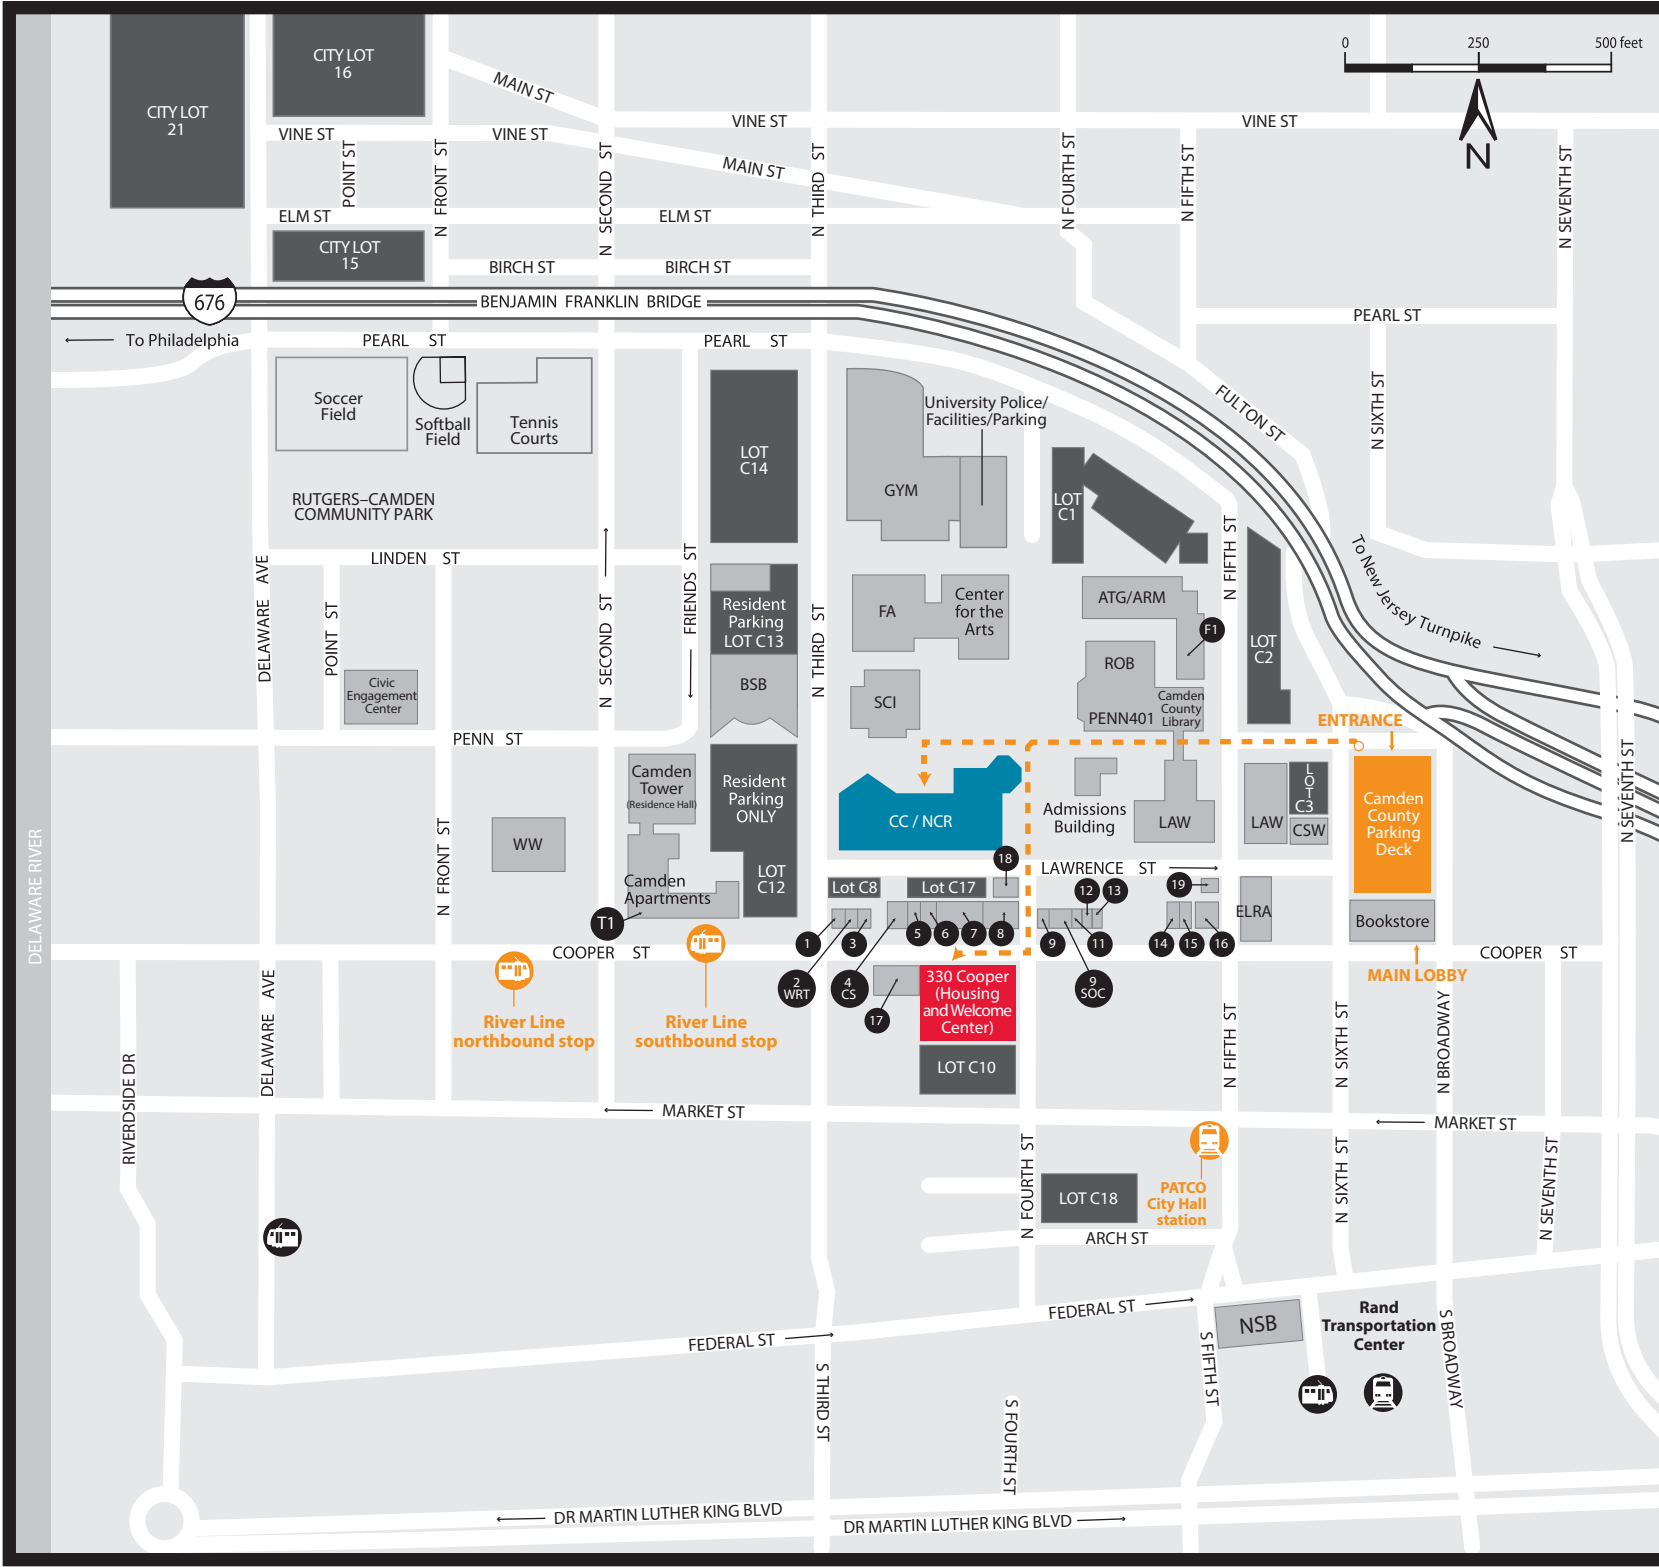 0 250 500 feet
N
CITY LOT
16
CITY LOT
21
MAIN ST
VINE ST
VINE ST
VINE ST
VINE ST
MAIN ST
POINT ST
N FRONT ST
N SECOND ST
N THIRD ST
N FOURTH ST
N FIFTH ST
N SEVENTH ST
ELM ST
ELM ST
CITY LOT
15
BIRCH ST
BIRCH ST
676
BENJAMIN FRANKLIN BRIDGE
To Philadelphia
PEARL ST
PEARL ST
PEARL ST
Soccer
Field
Softball
Field
Tennis
Courts
RUTGERS–CAMDEN
COMMUNITY PARK
LOT
C14
University Police/
Facilities/Parking
GYM
LOT
C1
FULTON ST
N SIXTH ST
N FIFTH ST
To New Jersey Turnpike
LINDEN ST
DELAWARE AVE
POINT ST
N SECOND ST
FRIENDS ST
N THIRD ST
Resident
Parking
LOT C13
BSB
FA
Center
for the
Arts
SCI
ATG/ARM
F1
ROB
PENN401
Camden
County
Library
LOT
C2
Civic
Engagement
Center
PENN ST
ENTRANCE
Camden
Tower
(Residence Hall)
Resident
Parking
ONLY
LOT
C12
CC / NCR
Admissions
Building
LAW
LAW
LOT
C3
CSW
Camden
County
Parking
Deck
N SEVENTH ST
DELAWARE RIVER
N FRONT ST
WW
Camden
Apartments
T1
LAWRENCE ST
18
Lot C8
Lot C17
12
13
19
ELRA
Bookstore
1
3
5
6
7
8
9
11
14
15
16
COOPER ST
COOPER ST
MAIN LOBBY
2
WRT
4
CS
17
9
SOC
330 Cooper
(Housing
and Welcome
Center)
LOT C10
River Line
northbound stop
River Line
southbound stop
RIVERDSIDE DR
DELAWARE AVE
N FIFTH ST
N SIXTH ST
N BROADWAY
MARKET ST
MARKET ST
N FOURTH ST
LOT C18
PATCO
City Hall
station
ARCH ST
N SIXTH ST
N SEVENTH ST
FEDERAL ST
FEDERAL ST
NSB
Rand
Transportation
Center
S THIRD ST
S FOURTH ST
S FIFTH ST
S BROADWAY
DR MARTIN LUTHER KING BLVD
DR MARTIN LUTHER KING BLVD